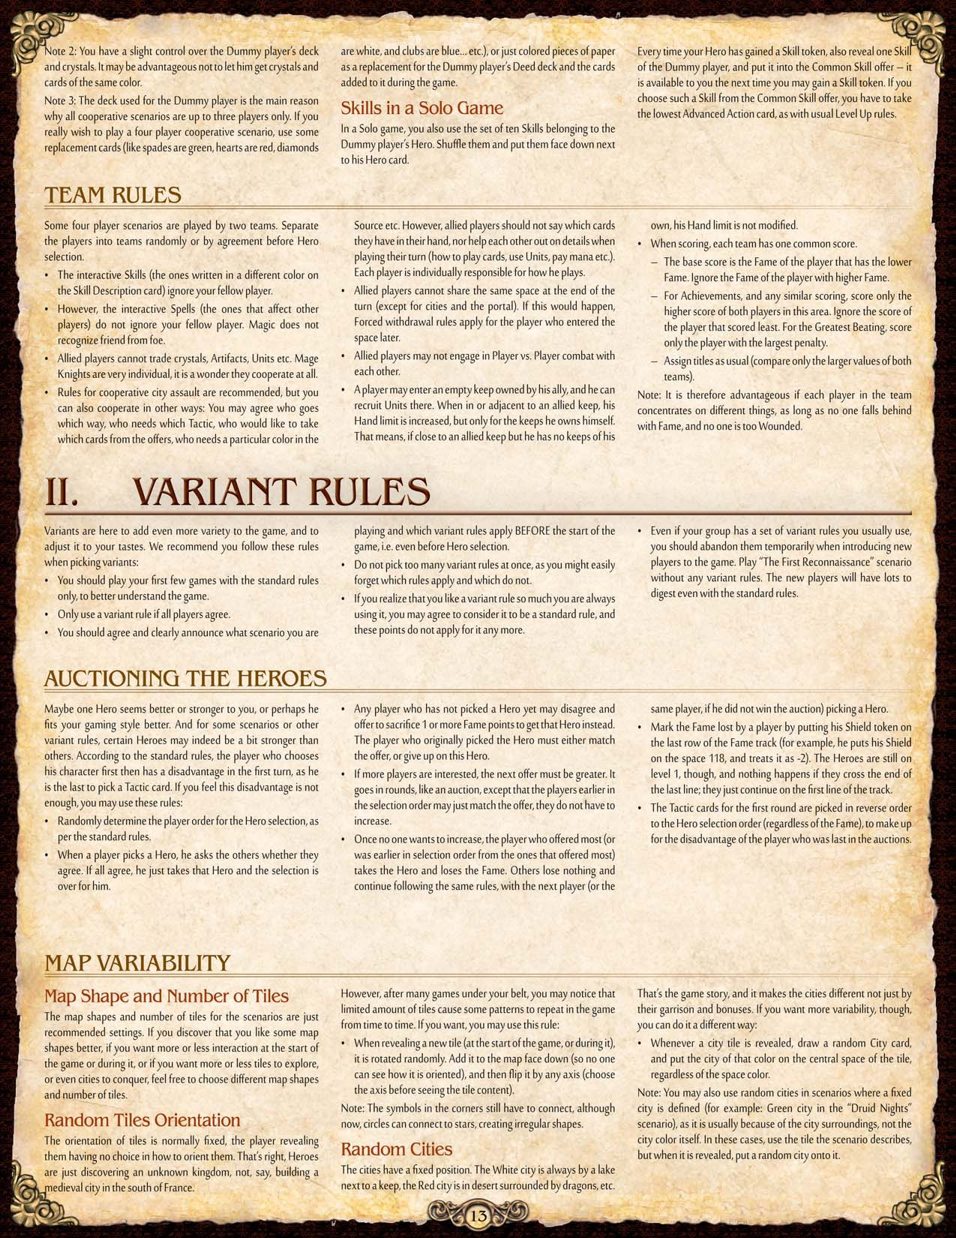 Note 2: You have a slight control over the Dummy player's deck
and crystals. It may be advantageous not to let him get crystals and
cards of the same color.
Note 3: The deck used for the Dummy player is the main reason
why all cooperative scenarios are up to three players only. If you
really wish to play a four player cooperative scenario, use some
replacement cards (like spades are green, hearts are red, diamonds
are white, and clubs are blue... etc.), or just colored pieces of paper
as a replacement for the Dummy player's Deed deck and the cards
added to it during the game.
Skills in a Solo Game
In a Solo game, you also use the set of ten Skills belonging to the
Dummy player's Hero. Shuffle them and put them face down next
to his Hero card.
Every time your Hero has gained a Skill token, also reveal one Skill
of the Dummy player, and put it into the Common Skill offer – it
is available to you the next time you may gain a Skill token. If you
choose such a Skill from the Common Skill offer, you have to take
the lowest Advanced Action card, as with usual Level Up rules.
TEAM RULES
Some four player scenarios are played by two teams. Separate
the players into teams randomly or by agreement before Hero
selection.
• The interactive Skills (the ones written in a different color on
the Skill Description card) ignore your fellow player.
• However, the interactive Spells (the ones that affect other
players) do not ignore your fellow player. Magic does not
recognize friend from foe.
• Allied players cannot trade crystals, Artifacts, Units etc. Mage
Knights are very individual, it is a wonder they cooperate at all.
• Rules for cooperative city assault are recommended, but you
can also cooperate in other ways: You may agree who goes
which way, who needs which Tactic, who would like to take
which cards from the offers, who needs a particular color in the
Source etc. However, allied players should not say which cards
they have in their hand, nor help each other out on details when
playing their turn (how to play cards, use Units, pay mana etc.).
Each player is individually responsible for how he plays.
• Allied players cannot share the same space at the end of the
turn (except for cities and the portal). If this would happen,
Forced withdrawal rules apply for the player who entered the
space later.
• Allied players may not engage in Player vs. Player combat with
each other.
• A player may enter an empty keep owned by his ally, and he can
recruit Units there. When in or adjacent to an allied keep, his
Hand limit is increased, but only for the keeps he owns himself.
That means, if close to an allied keep but he has no keeps of his
own, his Hand limit is not modified.
• When scoring, each team has one common score.
– The base score is the Fame of the player that has the lower
Fame. Ignore the Fame of the player with higher Fame.
– For Achievements, and any similar scoring, score only the
higher score of both players in this area. Ignore the score of
the player that scored least. For the Greatest Beating, score
only the player with the largest penalty.
– Assign titles as usual (compare only the larger values of both
teams).
Note: It is therefore advantageous if each player in the team
concentrates on different things, as long as no one falls behind
with Fame, and no one is too Wounded.
II. VARIANT RULES
Variants are here to add even more variety to the game, and to
adjust it to your tastes. We recommend you follow these rules
when picking variants:
• You should play your first few games with the standard rules
only, to better understand the game.
• Only use a variant rule if all players agree.
• You should agree and clearly announce what scenario you are
playing and which variant rules apply BEFORE the start of the
game, i.e. even before Hero selection.
• Do not pick too many variant rules at once, as you might easily
forget which rules apply and which do not.
• If you realize that you like a variant rule so much you are always
using it, you may agree to consider it to be a standard rule, and
these points do not apply for it any more.
• Even if your group has a set of variant rules you usually use,
you should abandon them temporarily when introducing new
players to the game. Play "The First Reconnaissance" scenario
without any variant rules. The new players will have lots to
digest even with the standard rules.
AUCTIONING THE HEROES
Maybe one Hero seems better or stronger to you, or perhaps he
fits your gaming style better. And for some scenarios or other
variant rules, certain Heroes may indeed be a bit stronger than
others. According to the standard rules, the player who chooses
his character first then has a disadvantage in the first turn, as he
is the last to pick a Tactic card. If you feel this disadvantage is not
enough, you may use these rules:
• Randomly determine the player order for the Hero selection, as
per the standard rules.
• When a player picks a Hero, he asks the others whether they
agree. If all agree, he just takes that Hero and the selection is
over for him.
• Any player who has not picked a Hero yet may disagree and
offer to sacrifice 1 or more Fame points to get that Hero instead.
The player who originally picked the Hero must either match
the offer, or give up on this Hero.
• If more players are interested, the next offer must be greater. It
goes in rounds, like an auction, except that the players earlier in
the selection order may just match the offer, they do not have to
increase.
• Once no one wants to increase, the player who offered most (or
was earlier in selection order from the ones that offered most)
takes the Hero and loses the Fame. Others lose nothing and
continue following the same rules, with the next player (or the
same player, if he did not win the auction) picking a Hero.
• Mark the Fame lost by a player by putting his Shield token on
the last row of the Fame track (for example, he puts his Shield
on the space 118, and treats it as -2). The Heroes are still on
level 1, though, and nothing happens if they cross the end of
the last line; they just continue on the first line of the track.
• The Tactic cards for the first round are picked in reverse order
to the Hero selection order (regardless of the Fame), to make up
for the disadvantage of the player who was last in the auctions.
MAP VARIABILITY
Map Shape and Number of Tiles
The map shapes and number of tiles for the scenarios are just
recommended settings. If you discover that you like some map
shapes better, if you want more or less interaction at the start of
the game or during it, or if you want more or less tiles to explore,
or even cities to conquer, feel free to choose different map shapes
and number of tiles.
Random Tiles Orientation
The orientation of tiles is normally fixed, the player revealing
them having no choice in how to orient them. That's right, Heroes
are just discovering an unknown kingdom, not, say, building a
medieval city in the south of France.
However, after many games under your belt, you may notice that
limited amount of tiles cause some patterns to repeat in the game
from time to time. If you want, you may use this rule:
• When revealing a new tile (at the start of the game, or during it),
it is rotated randomly. Add it to the map face down (so no one
can see how it is oriented), and then flip it by any axis (choose
the axis before seeing the tile content).
Note: The symbols in the corners still have to connect, although
now, circles can connect to stars, creating irregular shapes.
Random Cities
The cities have a fixed position. The White city is always by a lake
next to a keep, the Red city is in desert surrounded by dragons, etc.
That's the game story, and it makes the cities different not just by
their garrison and bonuses. If you want more variability, though,
you can do it a different way:
• Whenever a city tile is revealed, draw a random City card,
and put the city of that color on the central space of the tile,
regardless of the space color.
Note: You may also use random cities in scenarios where a fixed
city is defined (for example: Green city in the "Druid Nights"
scenario), as it is usually because of the city surroundings, not the
city color itself. In these cases, use the tile the scenario describes,
but when it is revealed, put a random city onto it.
13